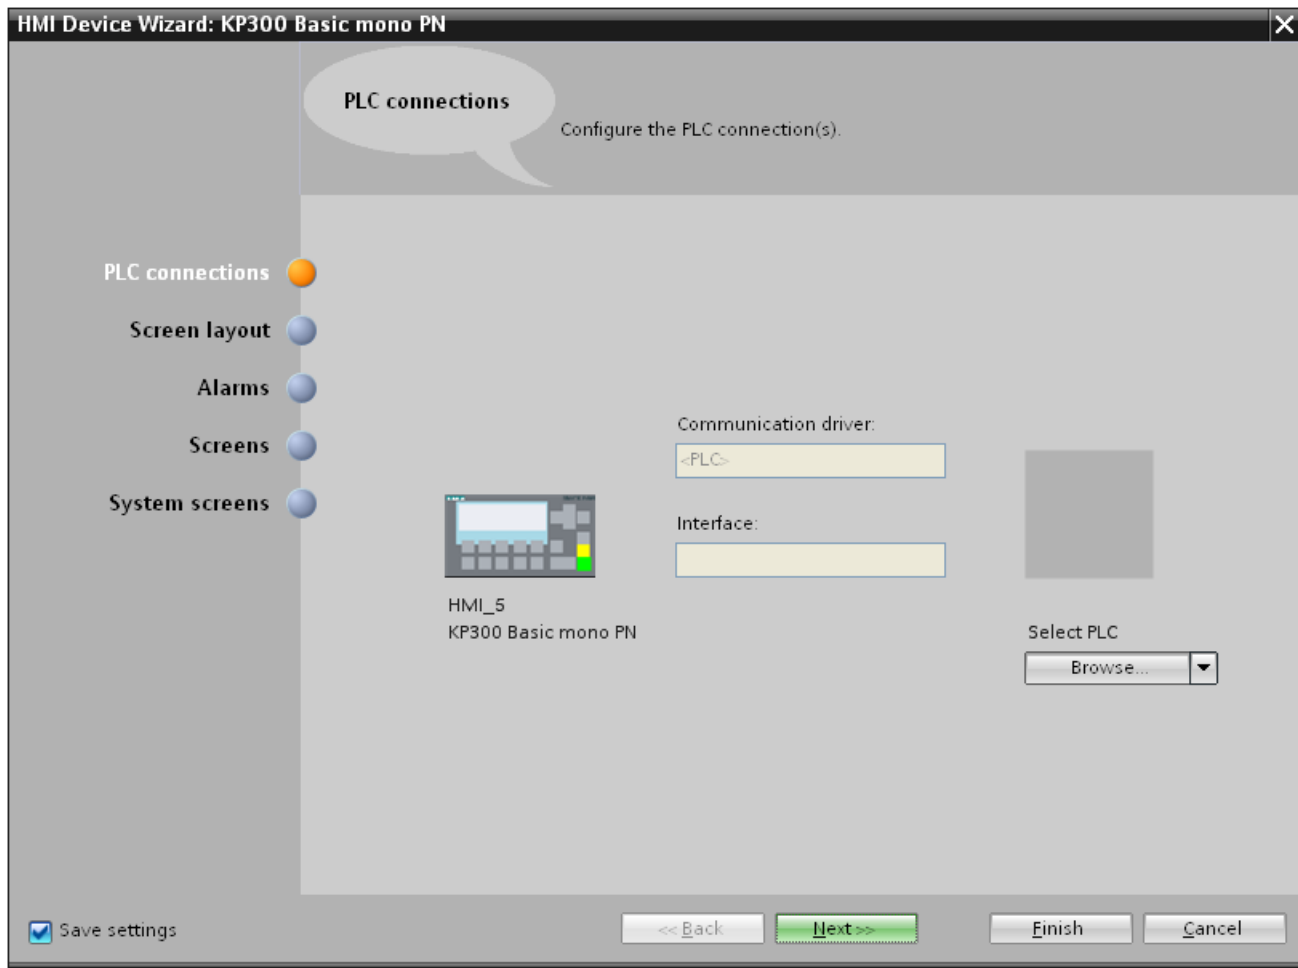 HMI Device Wizard: KP300 Basic mono PN
PLC connections
Configure the PLC connection(s).
PLC connections
Screen layout
Alarms
Screens
System screens
Communication driver:
<PLC>
Interface:
HMI_5
KP300 Basic mono PN
Select PLC
Browse...
Save settings
<< Back
Next >>
Finish
Cancel